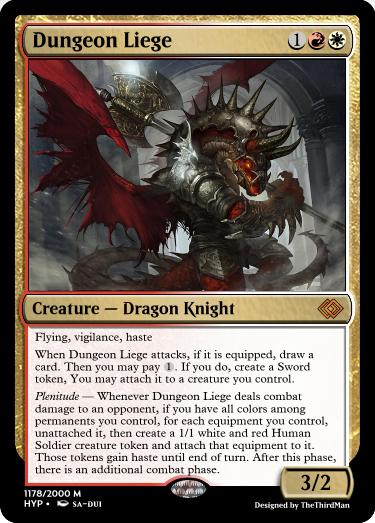 Dungeon Liege 1
Creature — Dragon Knight
Flying, vigilance, haste
When Dungeon Liege attacks, if it is equipped, draw a
card. Then you may pay 1. If you do, create a Sword
token, You may attach it to a creature you control.
Plenitude — Whenever Dungeon Liege deals combat
damage to an opponent, if you have all colors among
permanents you control, for each equipment you control,
unattached it, then create a 1/1 white and red Human
Soldier creature token and attach that equipment to it.
Those tokens gain haste until end of turn. After this phase,
there is an additional combat phase.
3/2
1178/2000 M
HYP • SA-DUI
Designed by TheThirdMan